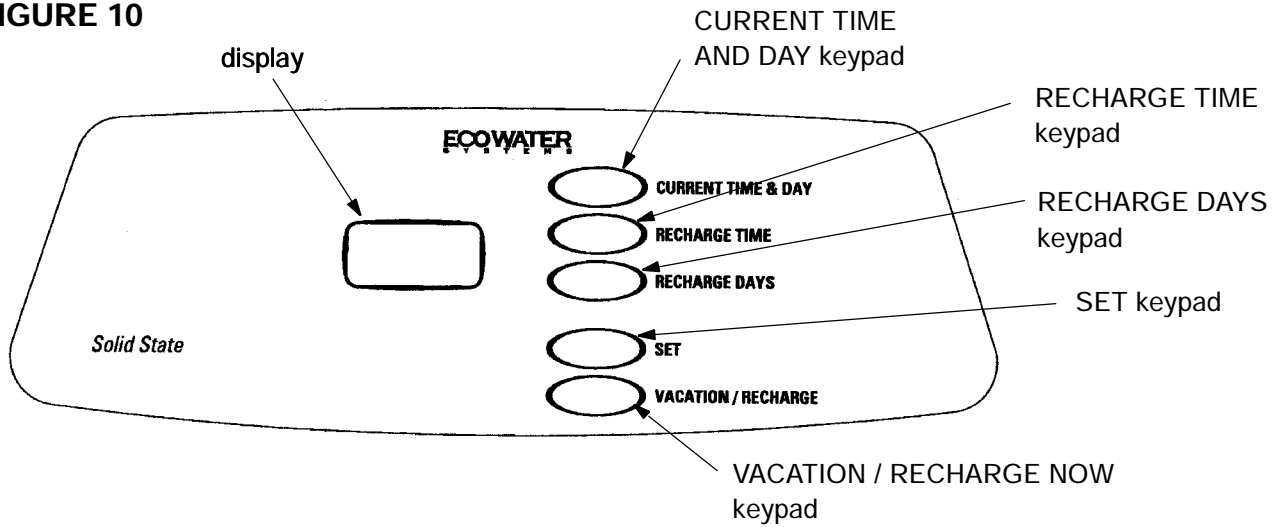 IGURE 10
CURRENT TIME
AND DAY keypad
display
RECHARGE TIME
keypad
ECOWATER
SYSTEMS
CURRENT TIME & DAY
RECHARGE TIME
RECHARGE DAYS
keypad
RECHARGE DAYS
SET keypad
Solid State
SET
VACATION / RECHARGE
VACATION / RECHARGE NOW
keypad